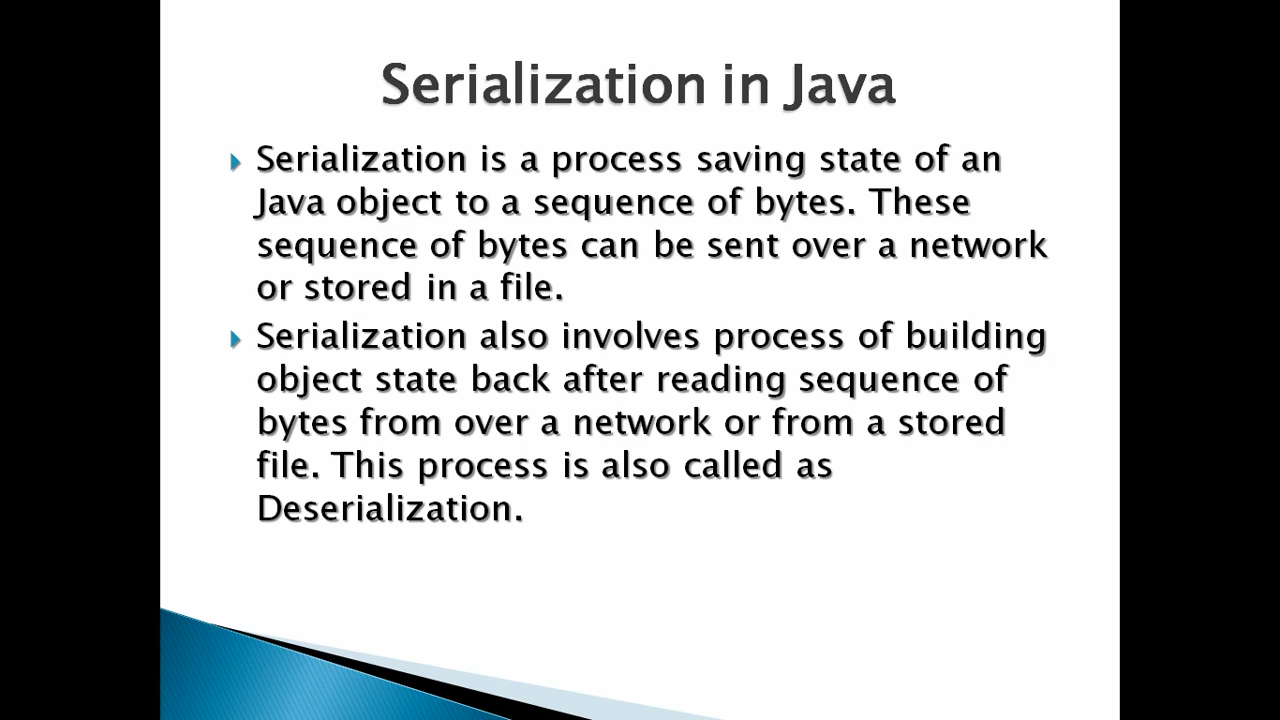 Serialization in Java
Serialization is a process saving state of an
Java object to a sequence of bytes. These
sequence of bytes can be sent over a network
or stored in a file.
Serialization also involves process of building
object state back after reading sequence of
bytes from over a network or from a stored
file. This process is also called as
Deserialization.